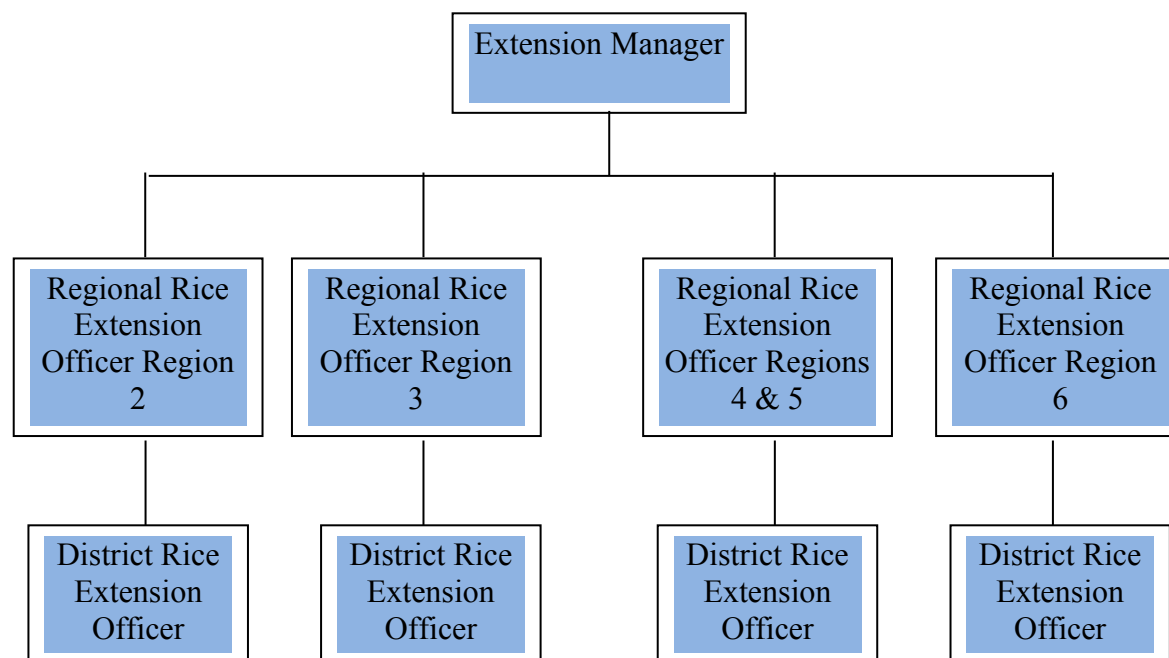 Extension Manager
Regional Rice
Extension
Officer Region
2
Regional Rice
Extension
Officer Region
3
Regional Rice
Extension
Officer Regions
4 & 5
Regional Rice
Extension
Officer Region
6
District Rice
Extension
Officer
District Rice
Extension
Officer
District Rice
Extension
Officer
District Rice
Extension
Officer